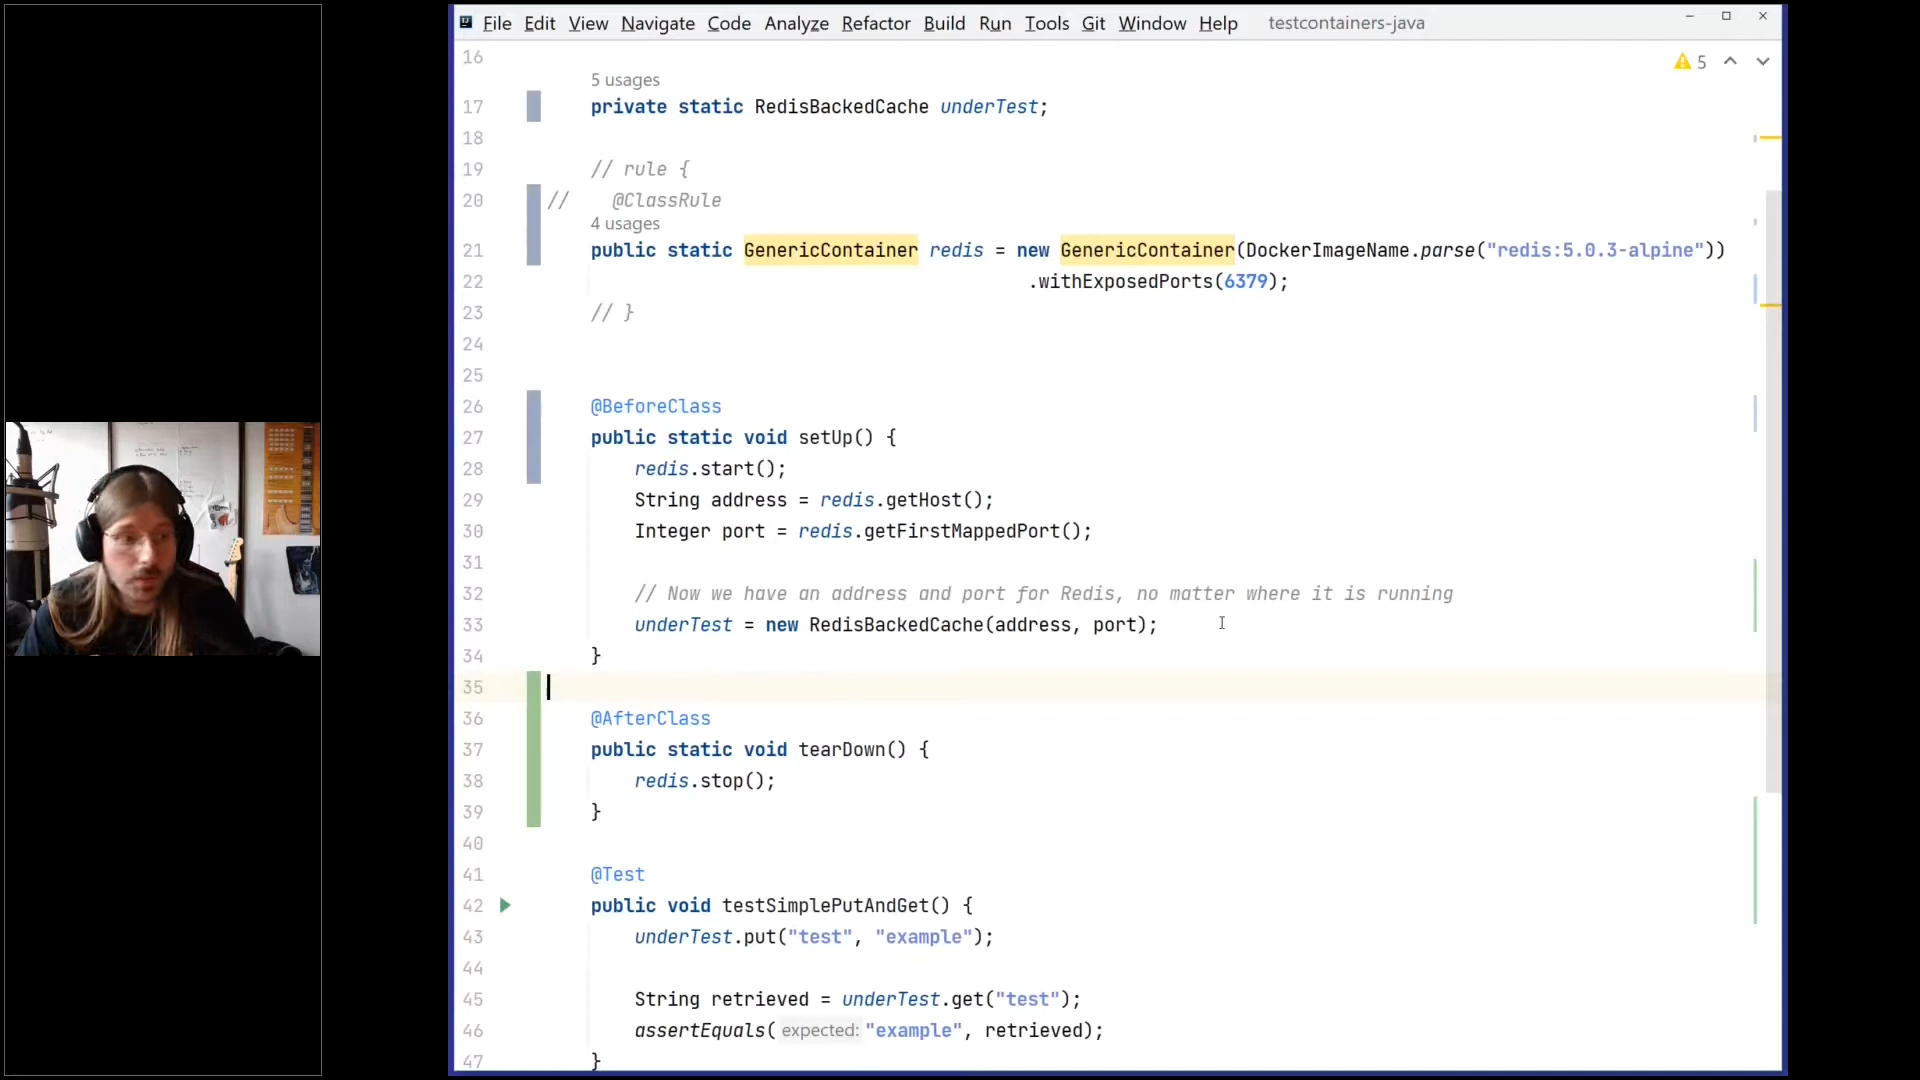 File Edit View Navigate Code Analyze Refactor Build Run Tools Git Window Help testcontainers-java
16
5 usages
5
17 private static RedisBackedCache underTest;
18
19 // rule {
20 // @ClassRule
4 usages
21 public static GenericContainer redis = new GenericContainer(DockerImageName.parse("redis:5.0.3-alpine"))
22 .withExposedPorts(6379);
23 // }
24
25
26 @BeforeClass
27 public static void setUp() {
28 redis.start();
29 String address = redis.getHost();
30 Integer port = redis.getFirstMappedPort();
31
32 // Now we have an address and port for Redis, no matter where it is running
33 underTest = new RedisBackedCache(address, port);
34 }
35
36 @AfterClass
37 public static void tearDown() {
38 redis.stop();
39 }
40
41 @Test
42 public void testSimplePutAndGet() {
43 underTest.put("test", "example");
44
45 String retrieved = underTest.get("test");
46 assertEquals( expected: "example", retrieved);
47 }